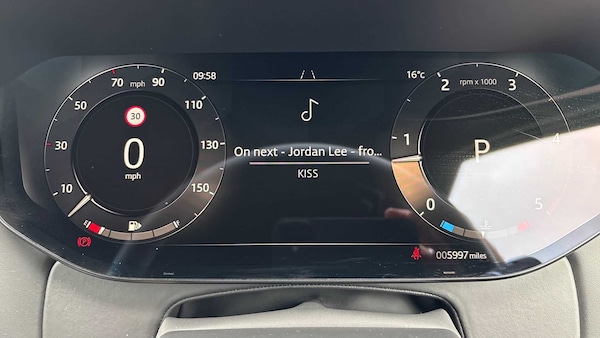 70 mph 90
09:58
16°c
rpm x 1000
2 3
50
110
30
1
4
30
0
mph
130
On next - Jordan Lee - fro...
KISS
P
10
150
0
5
P
005997 miles